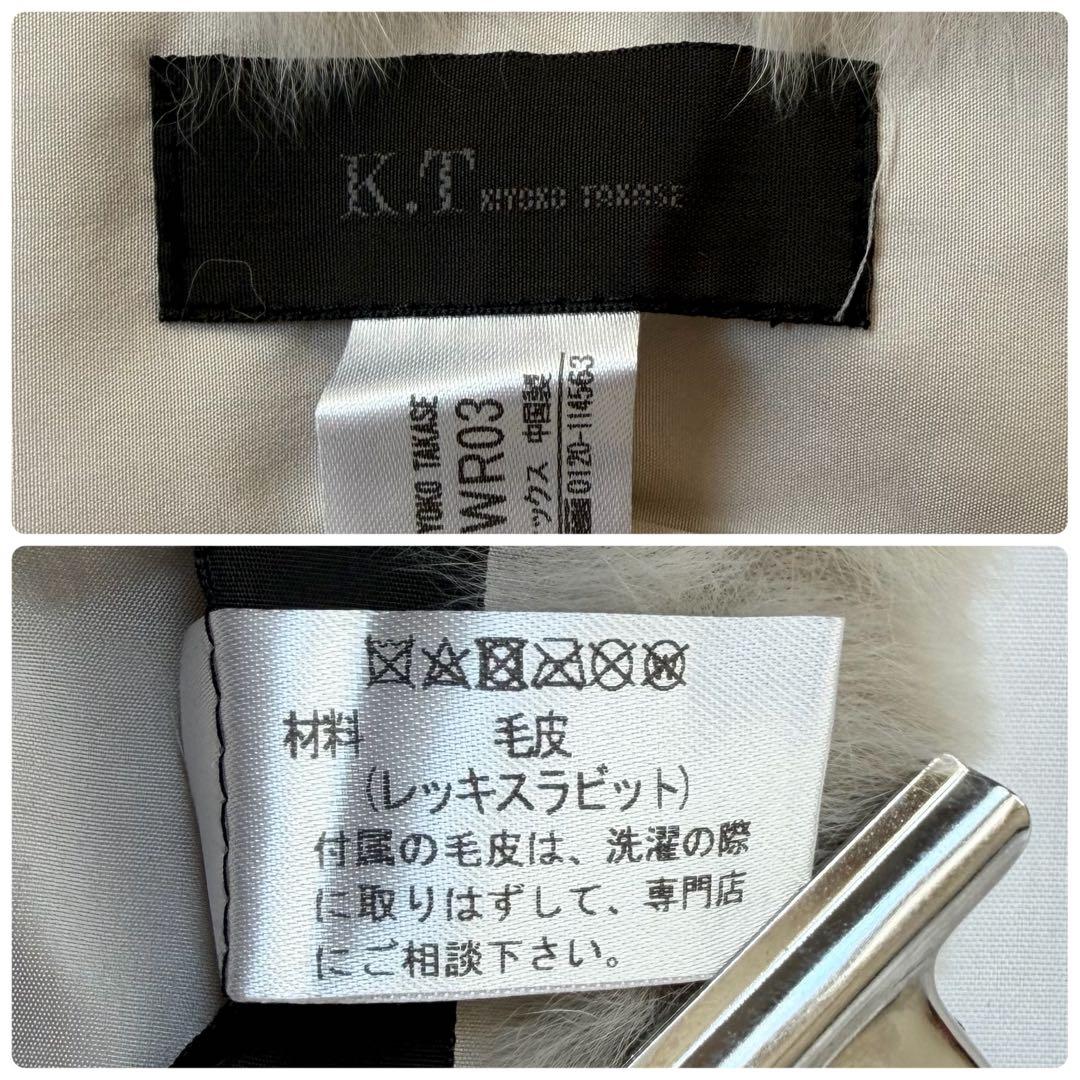 K.T KIYOKO TAKASE
YOKO TAKASE
WR03
ックス 中国製
0120-114563
材料 毛皮
(レッキスラビット)
付属の毛皮は、洗濯の際
に取りはずして、専門店
にご相談下さい。